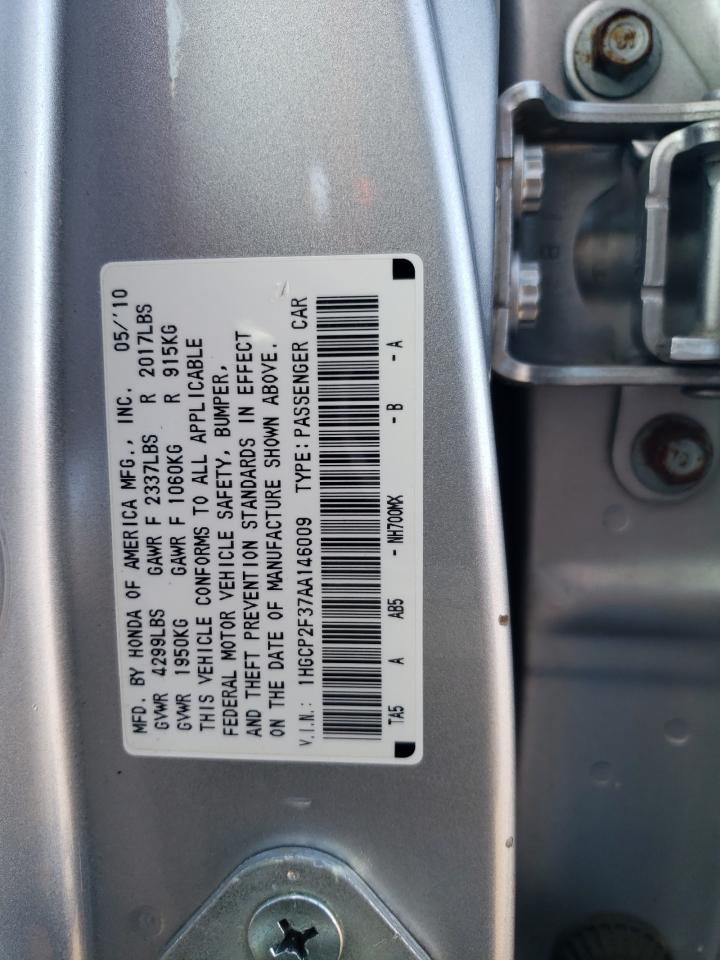 MFD. BY HONDA OF AMERICA MFG., INC. 05/'10
GVWR 4299LBS GAWR F 2337LBS R 2017LBS
GVWR 1950KG GAWR F 1060KG R 915KG
THIS VEHICLE CONFORMS TO ALL APPLICABLE
FEDERAL MOTOR VEHICLE SAFETY, BUMPER,
AND THEFT PREVENTION STANDARDS IN EFFECT
ON THE DATE OF MANUFACTURE SHOWN ABOVE.
V.I.N.: 1HGCP2F37AA146009 TYPE: PASSENGER CAR
TA5 A AB5 -NH700MX -B -A